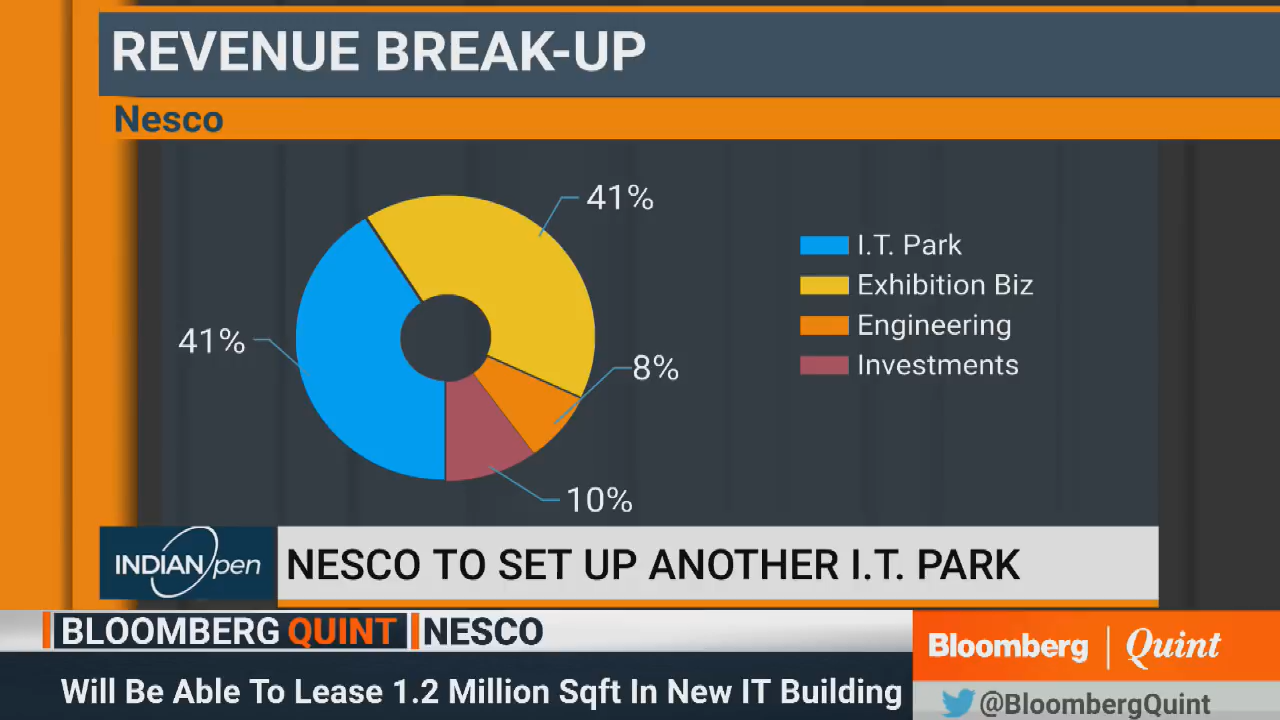 REVENUE BREAK-UP
Nesco
41%
41%
8%
10%
I.T. Park
Exhibition Biz
Engineering
Investments
INDIAN Open
NESCO TO SET UP ANOTHER I.T. PARK
BLOOMBERG QUINT NESCO
Will Be Able To Lease 1.2 Million Sqft In New IT Building
Bloomberg | Quint
@BloombergQuint